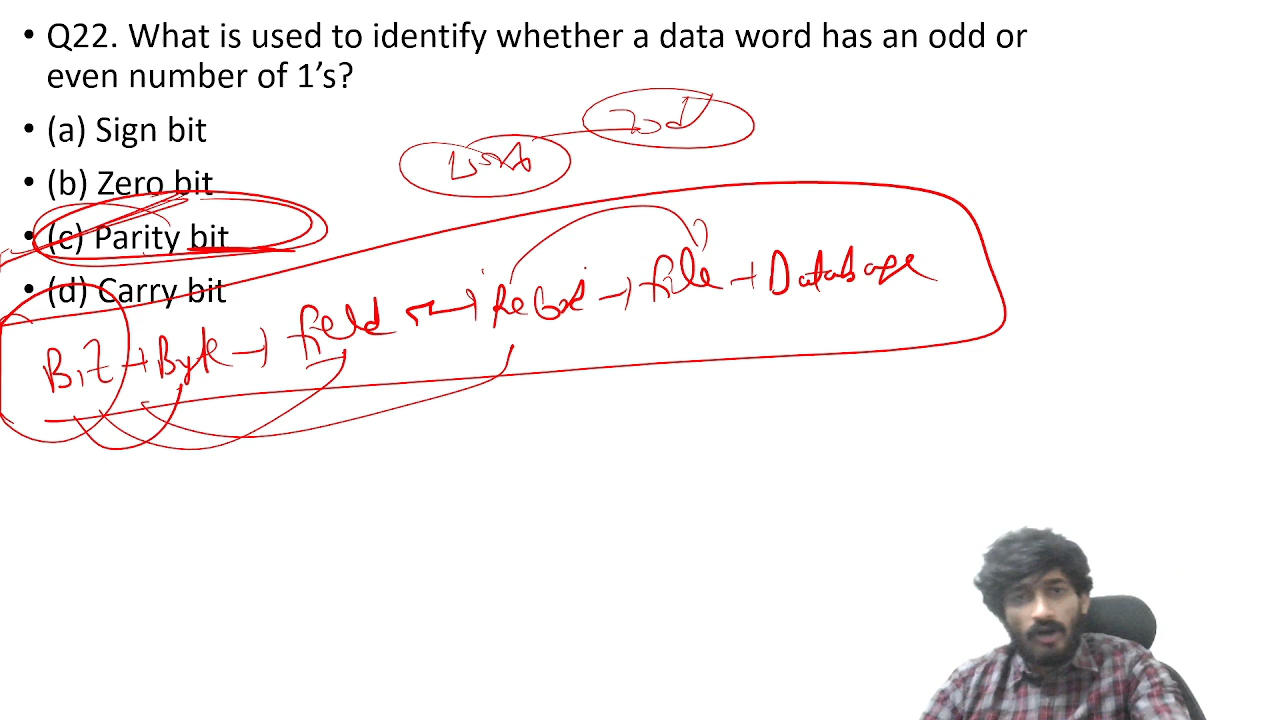 • Q22. What is used to identify whether a data word has an odd or
even number of 1’s?
• (a) Sign bit
• (b) Zero bit
• (c) Parity bit
• (d) Carry bit
Bit → Byte → field → Record → file → Database